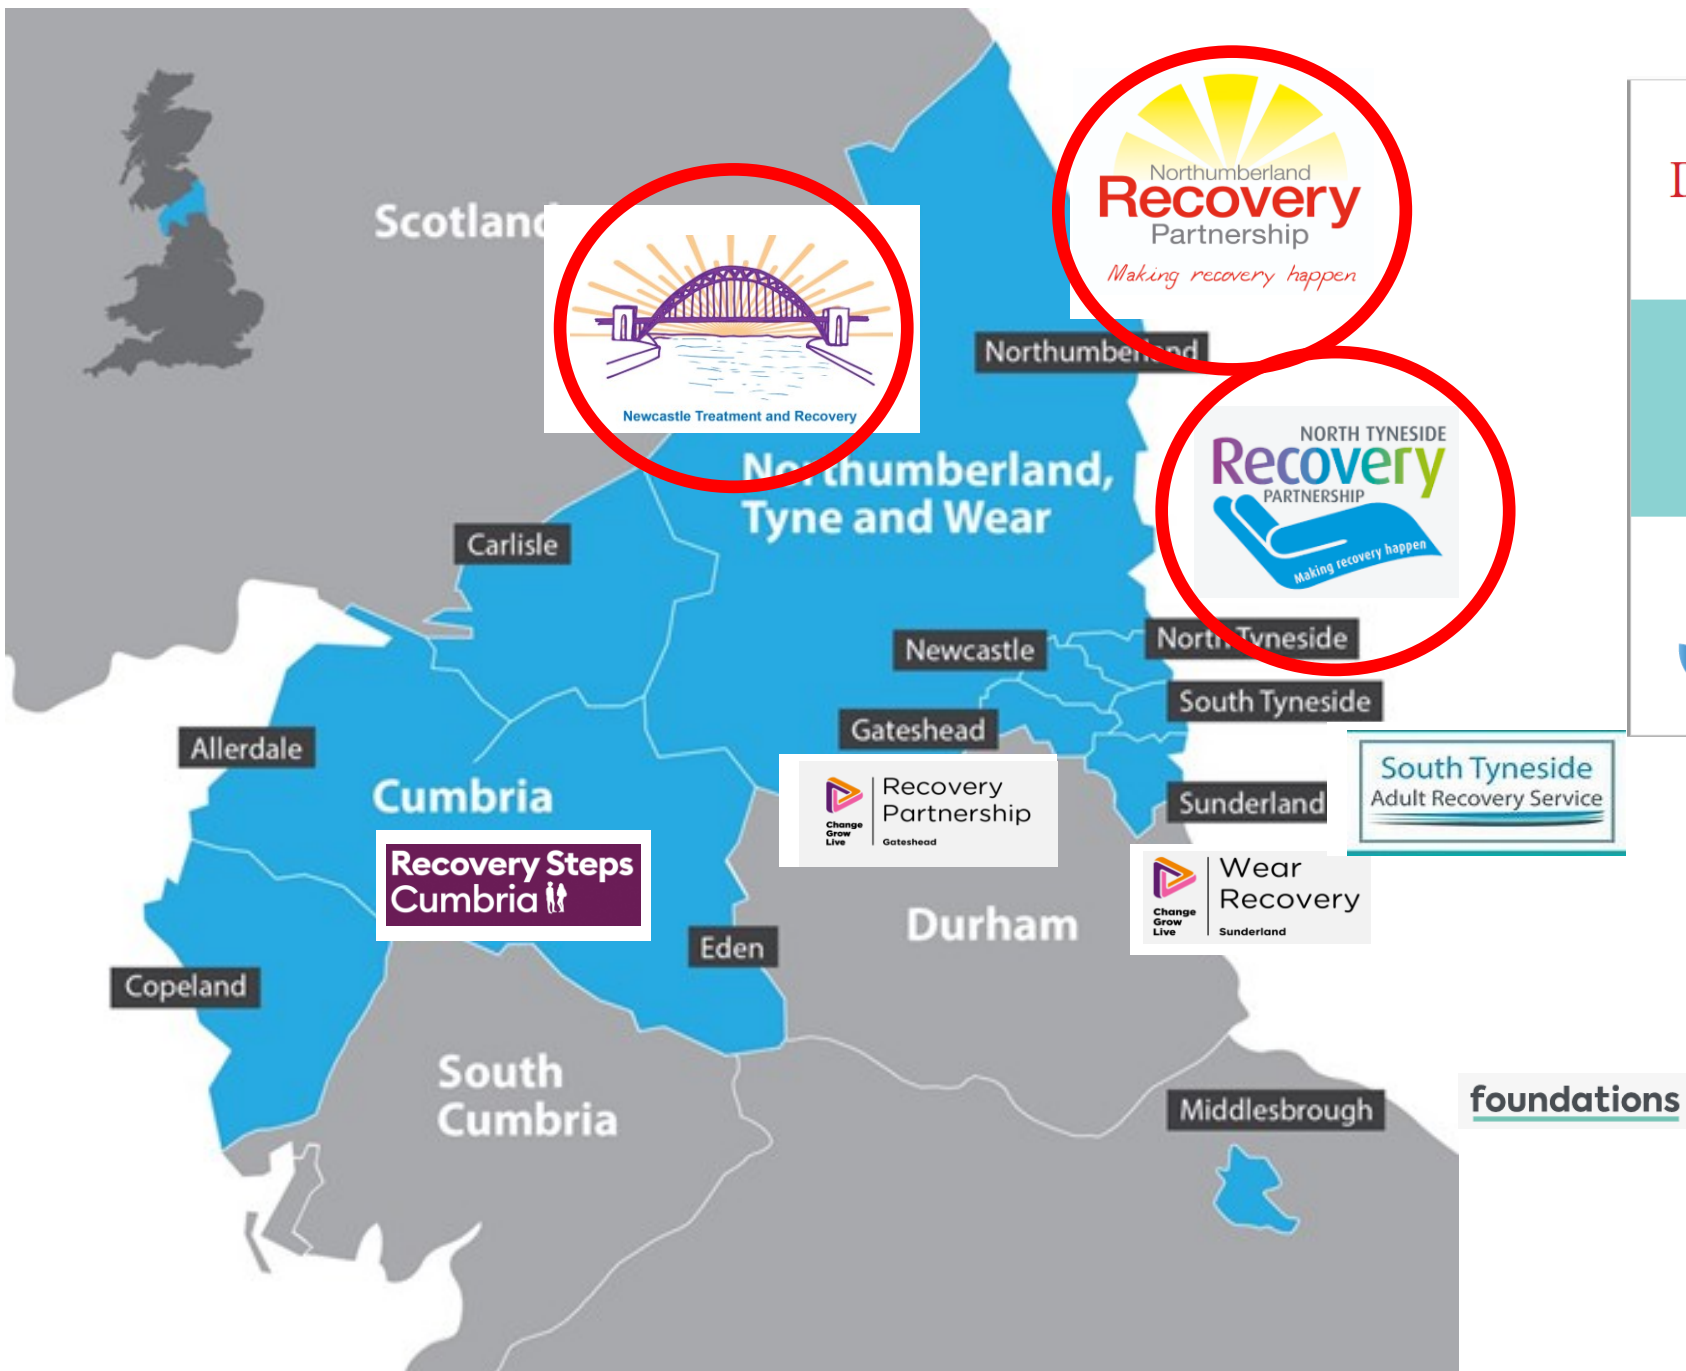 Scotland
Northumberland
Recovery
Partnership
Making recovery happen
Newcastle Treatment and Recovery
Northumberland
NORTH TYNESIDE
Recovery
PARTNERSHIP
Making recovery happen
Northumberland,
Tyne and Wear
Carlisle
Newcastle
North Tyneside
South Tyneside
Gateshead
Allerdale
Cumbria
Recovery
Partnership
Change
Grow
Live
Gateshead
Sunderland
South Tyneside
Adult Recovery Service
Recovery Steps
Cumbria
Wear
Recovery
Change
Grow
Live
Sunderland
Durham
Eden
Copeland
South
Cumbria
Middlesbrough
foundations